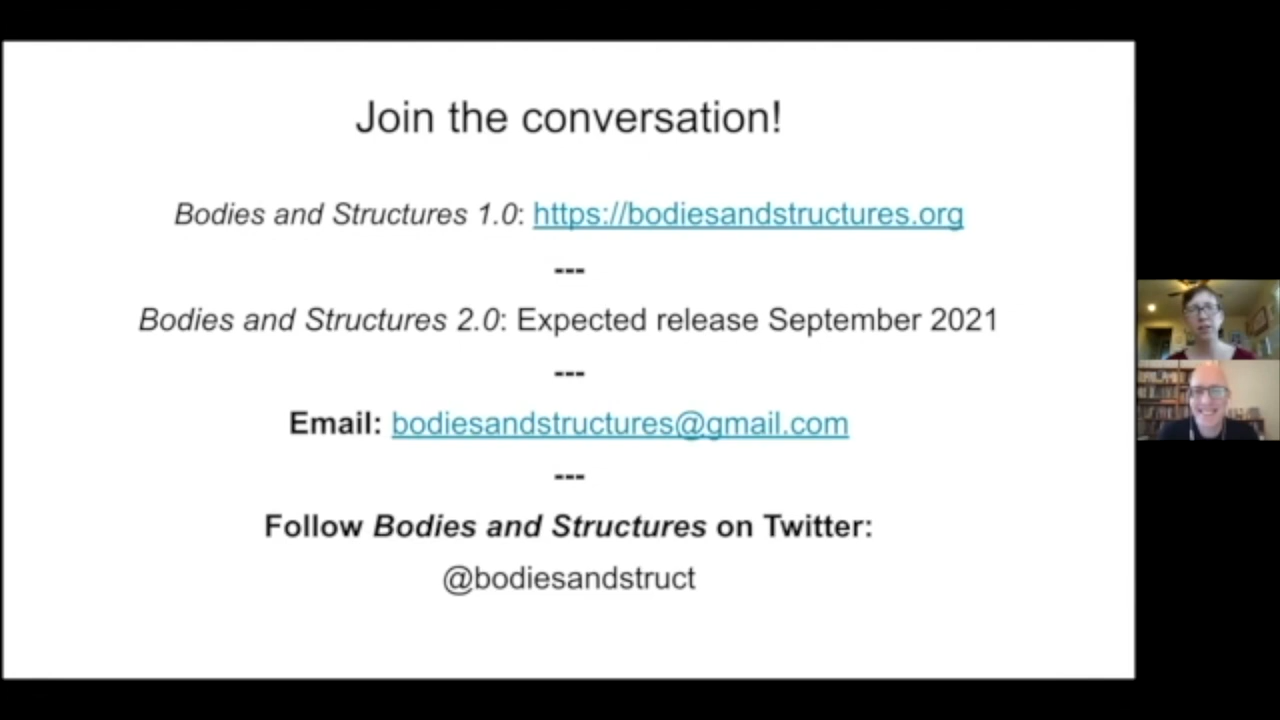 Join the conversation!
Bodies and Structures 1.0: https://bodiesandstructures.org
---
Bodies and Structures 2.0: Expected release September 2021
---
Email: bodiesandstructures@gmail.com
---
Follow Bodies and Structures on Twitter:
@bodiesandstruct